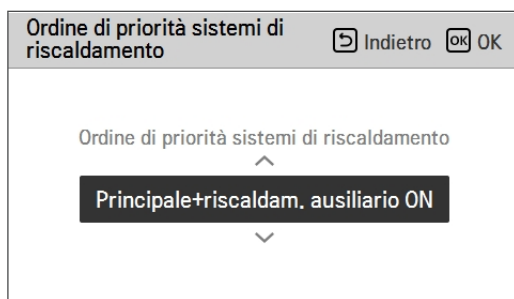 Ordine di priorità sistemi di
riscaldamento
Indietro
OK OK
Ordine di priorità sistemi di riscaldamento
Principale+riscaldam. ausiliario ON